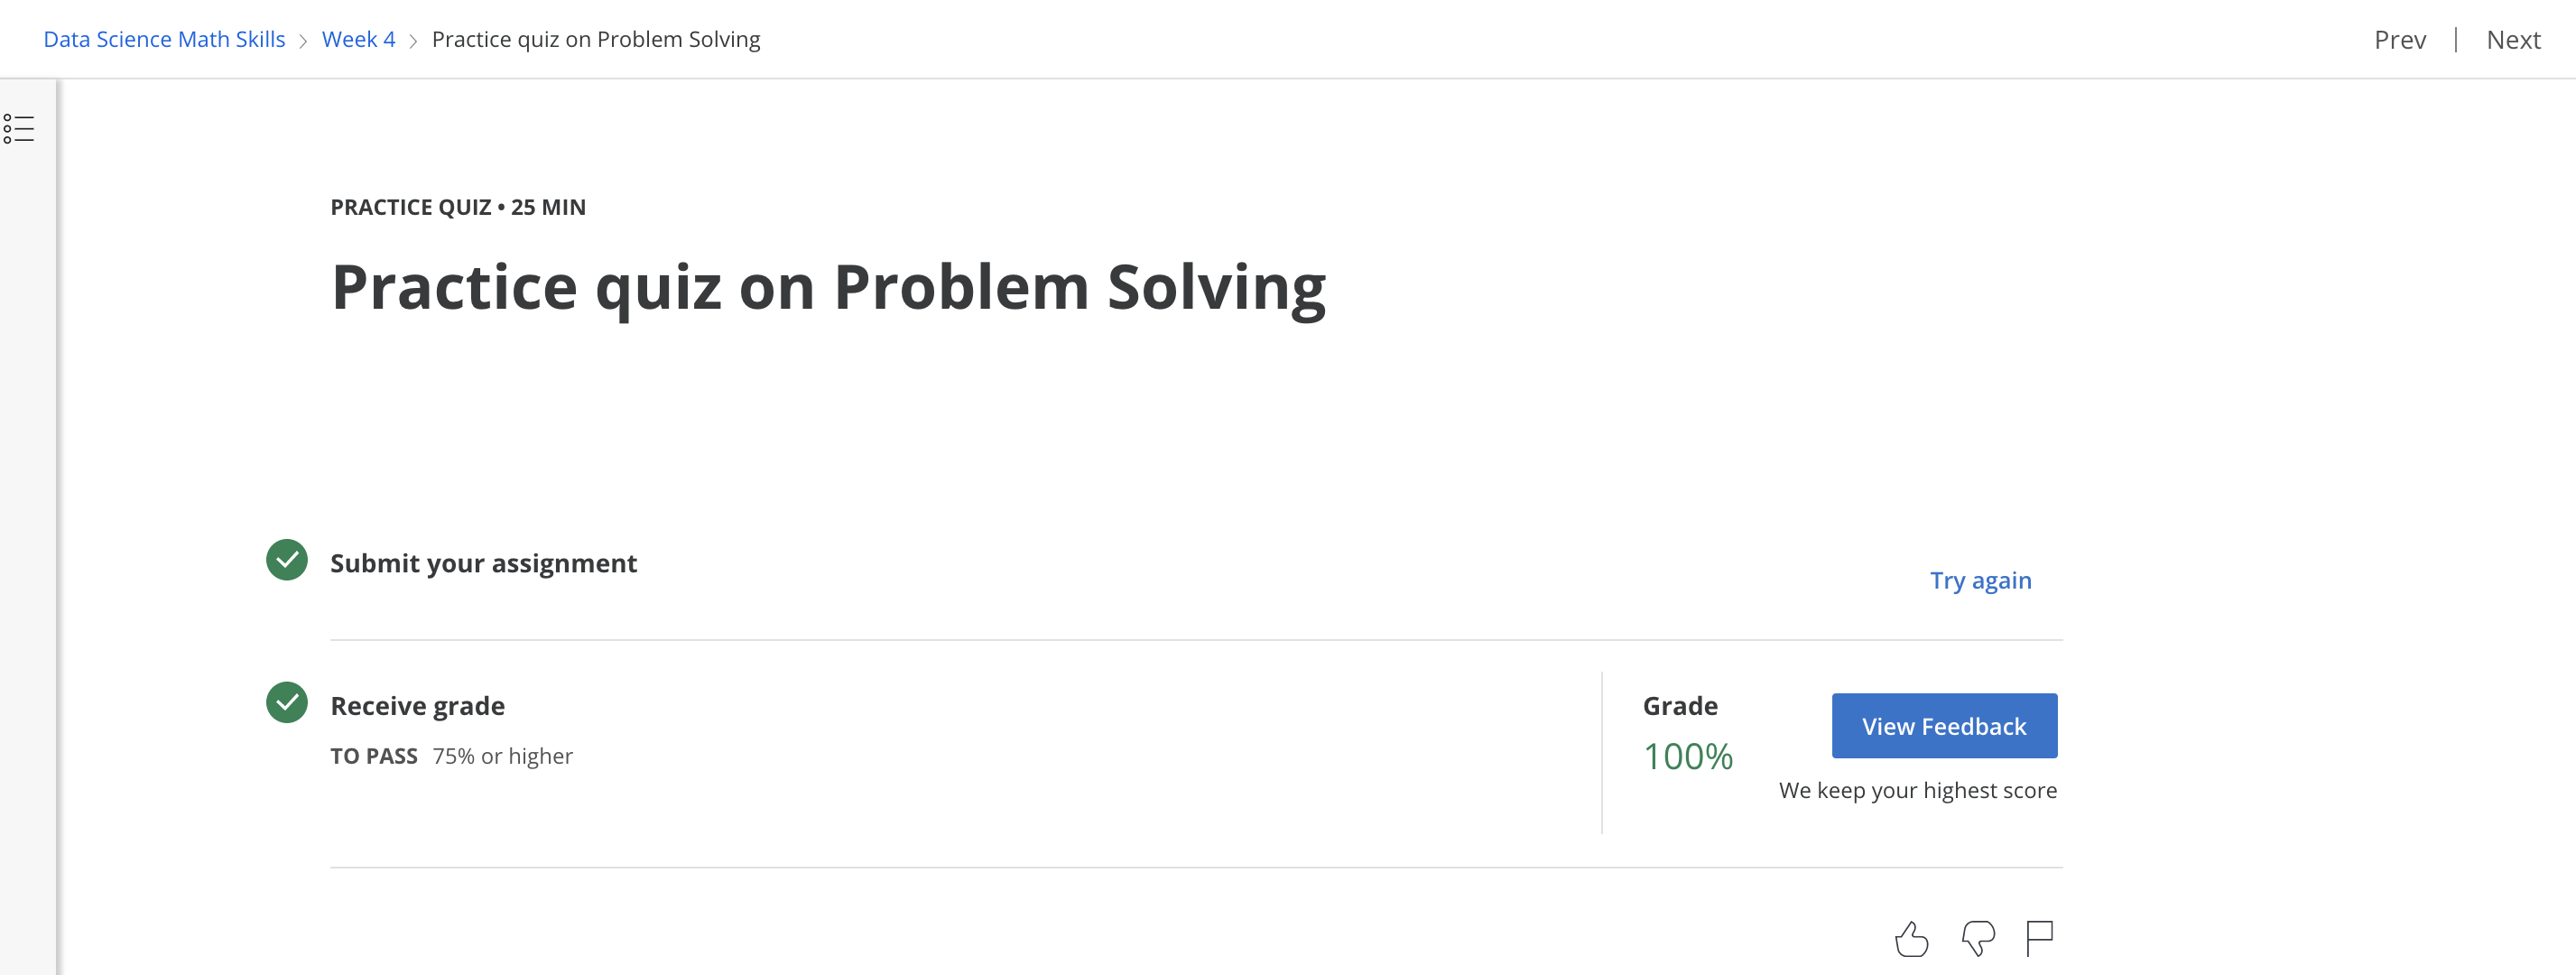 Data Science Math Skills > Week 4 > Practice quiz on Problem Solving
Prev | Next
PRACTICE QUIZ • 25 MIN
Practice quiz on Problem Solving
Submit your assignment
Try again
Receive grade
TO PASS 75% or higher
Grade
100%
View Feedback
We keep your highest score